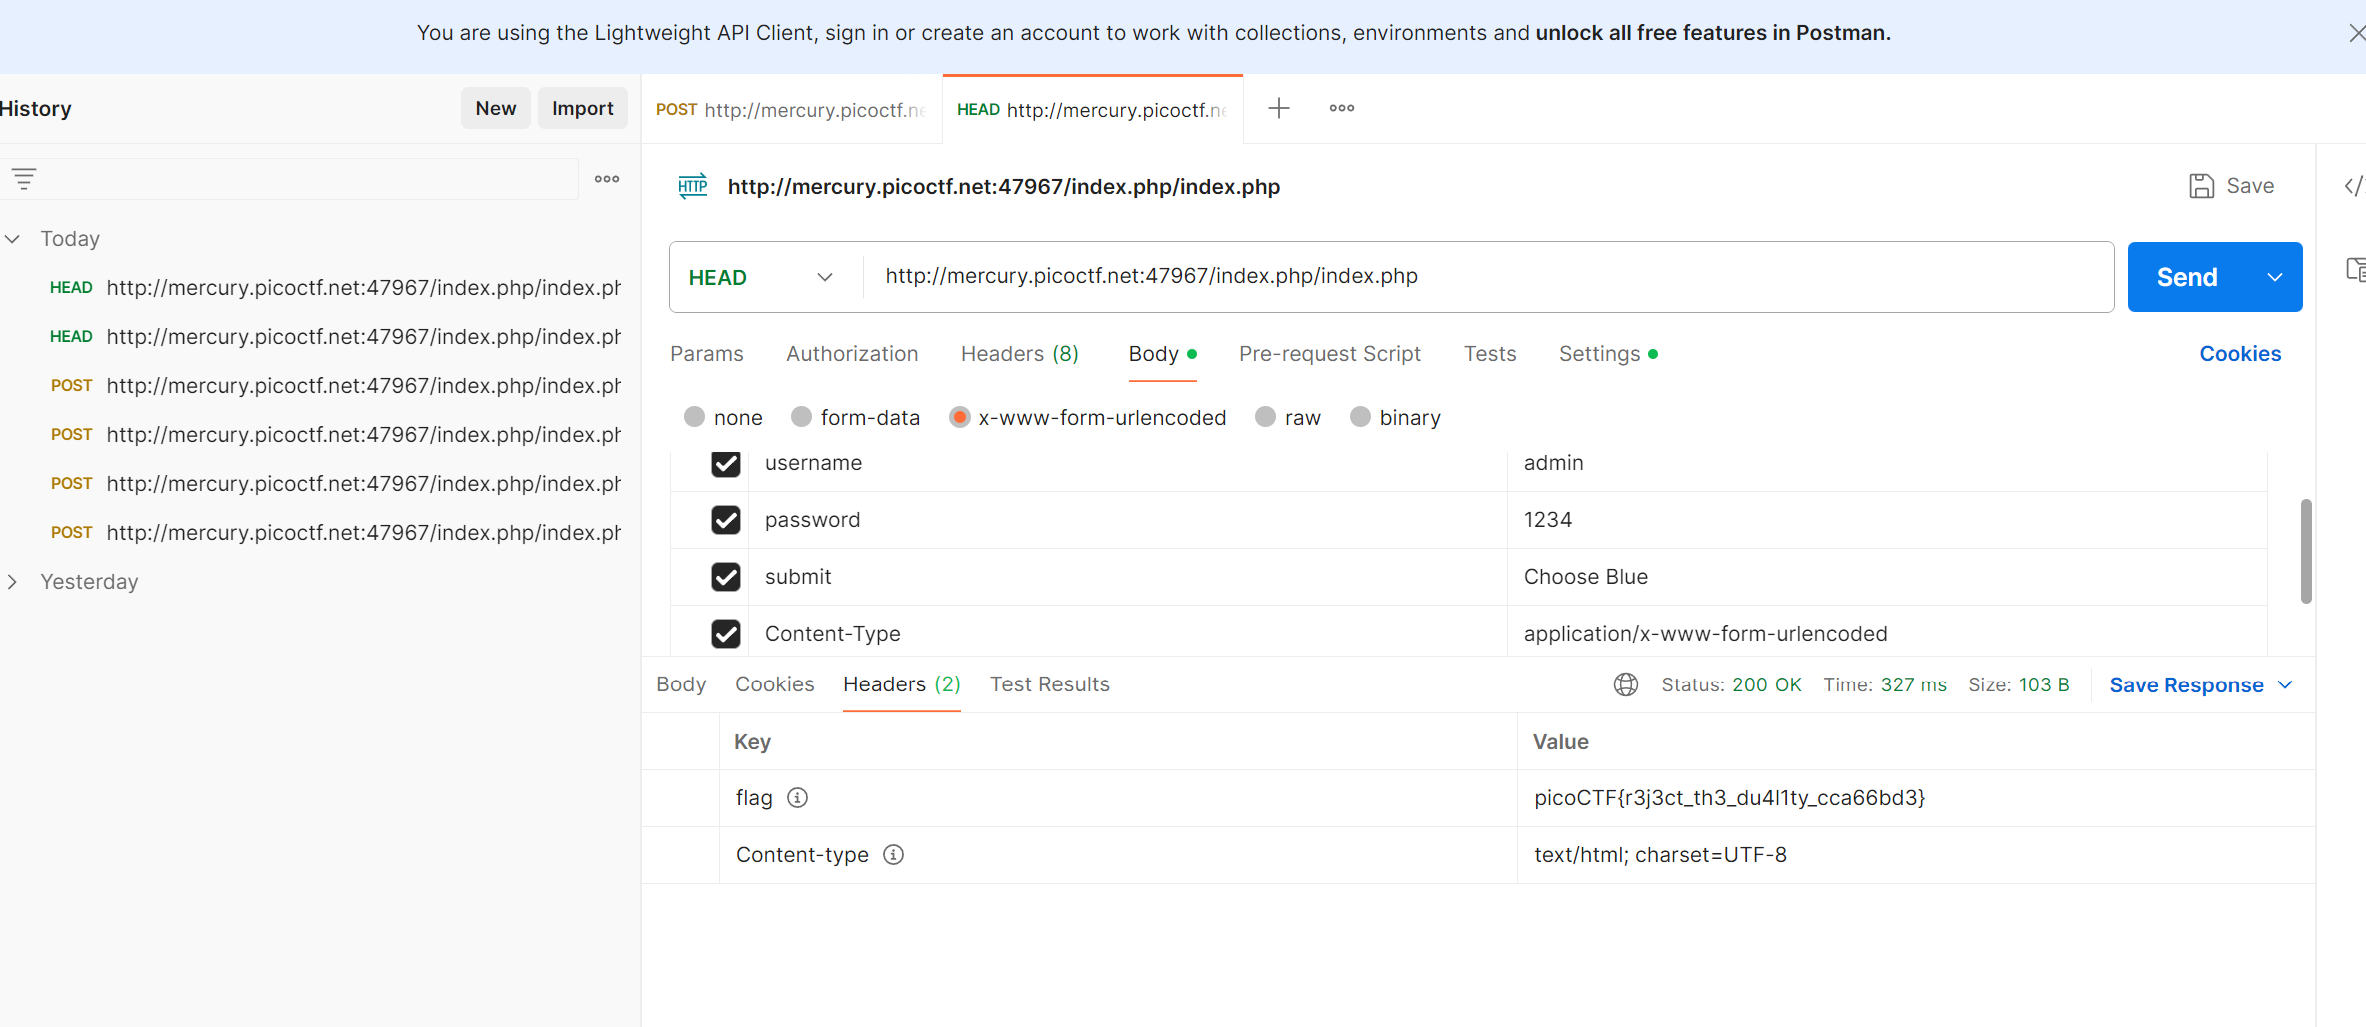 You are using the Lightweight API Client, sign in or create an account to work with collections, environments and unlock all free features in Postman.
History
New
Import
POST http://mercury.picoctf.ne
HEAD http://mercury.picoctf.ne
HTTP http://mercury.picoctf.net:47967/index.php/index.php
Save
Today
HEAD http://mercury.picoctf.net:47967/index.php/index.ph
HEAD http://mercury.picoctf.net:47967/index.php/index.ph
POST http://mercury.picoctf.net:47967/index.php/index.ph
POST http://mercury.picoctf.net:47967/index.php/index.ph
POST http://mercury.picoctf.net:47967/index.php/index.ph
POST http://mercury.picoctf.net:47967/index.php/index.ph
Yesterday
HEAD http://mercury.picoctf.net:47967/index.php/index.php Send
Params Authorization Headers (8) Body Pre-request Script Tests Settings Cookies
none form-data x-www-form-urlencoded raw binary
username admin
password 1234
submit Choose Blue
Content-Type application/x-www-form-urlencoded
Body Cookies Headers (2) Test Results Status: 200 OK Time: 327 ms Size: 103 B Save Response
Key Value
flag picoCTF{r3j3ct_th3_du4l1ty_cca66bd3}
Content-type text/html; charset=UTF-8